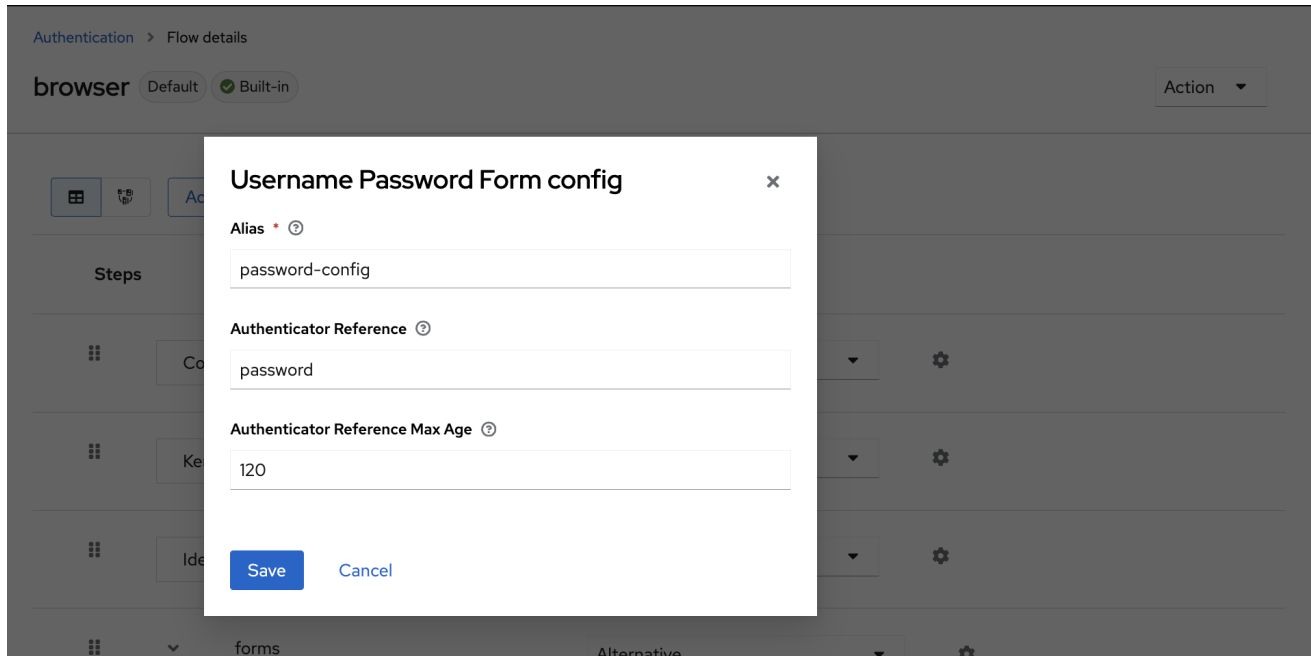 Authentication > Flow details
browser Default Built-in
Action
Username Password Form config
Alias *
password-config
Steps
Authenticator Reference
password
Authenticator Reference Max Age
120
Save Cancel
forms
Alternative